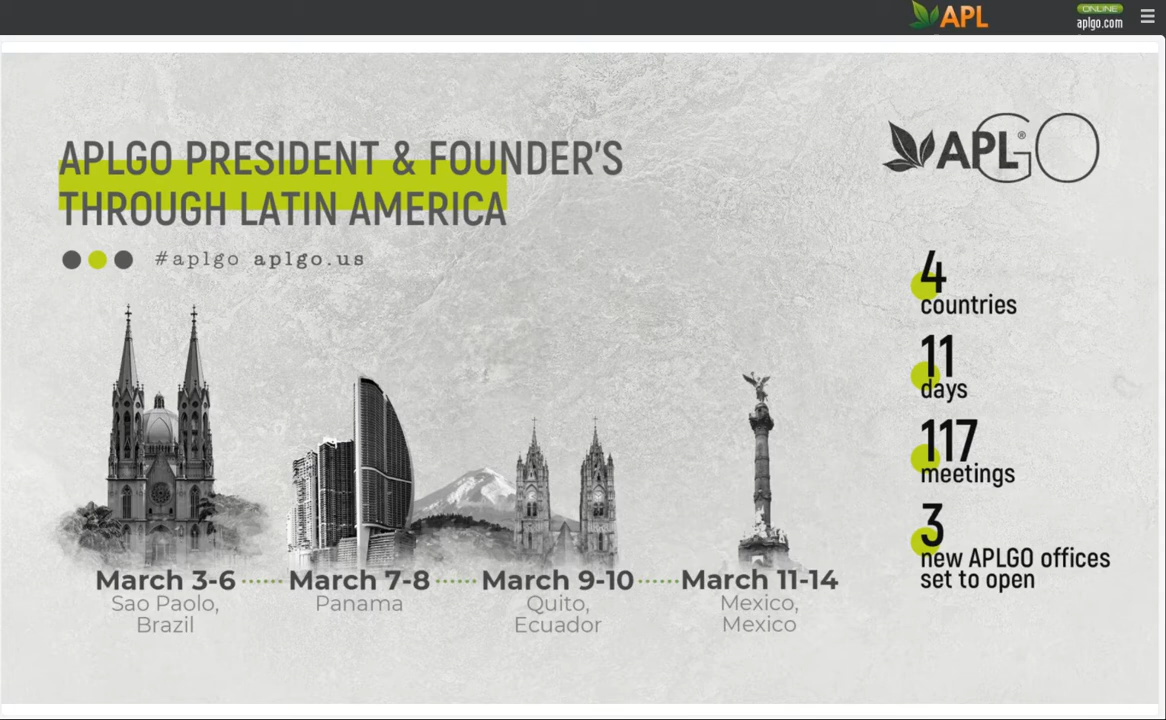 APL
ONLINE
aplgo.com
APLGO PRESIDENT & FOUNDER'S
THROUGH LATIN AMERICA
#aplgo aplgo.us
APL®GO
4
countries
11
days
117
meetings
3
new APLGO offices
set to open
March 3-6
Sao Paolo,
Brazil
March 7-8
Panama
March 9-10
Quito,
Ecuador
March 11-14
Mexico,
Mexico